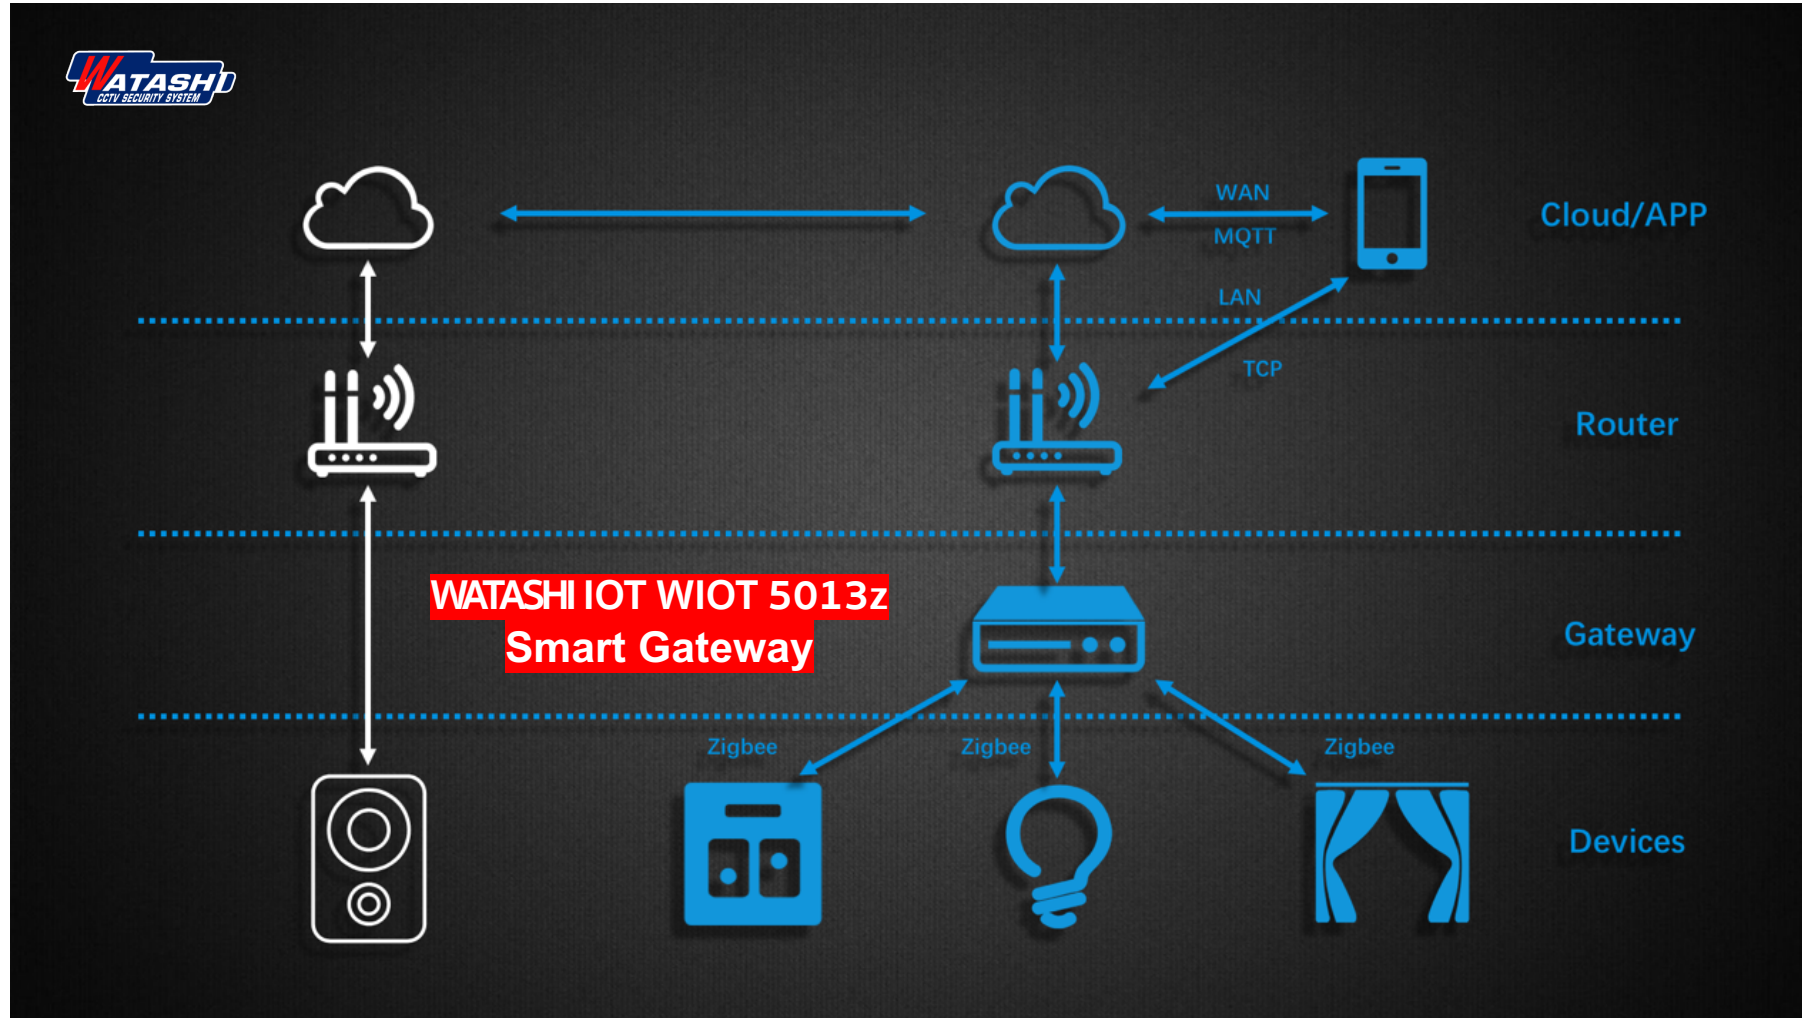 WATASHI
CCTV SECURITY SYSTEM
WAN
MQTT
Cloud/APP
LAN
TCP
Router
WATASHI IOT WIOT 5013z
Smart Gateway
Gateway
Zigbee
Zigbee
Zigbee
Devices